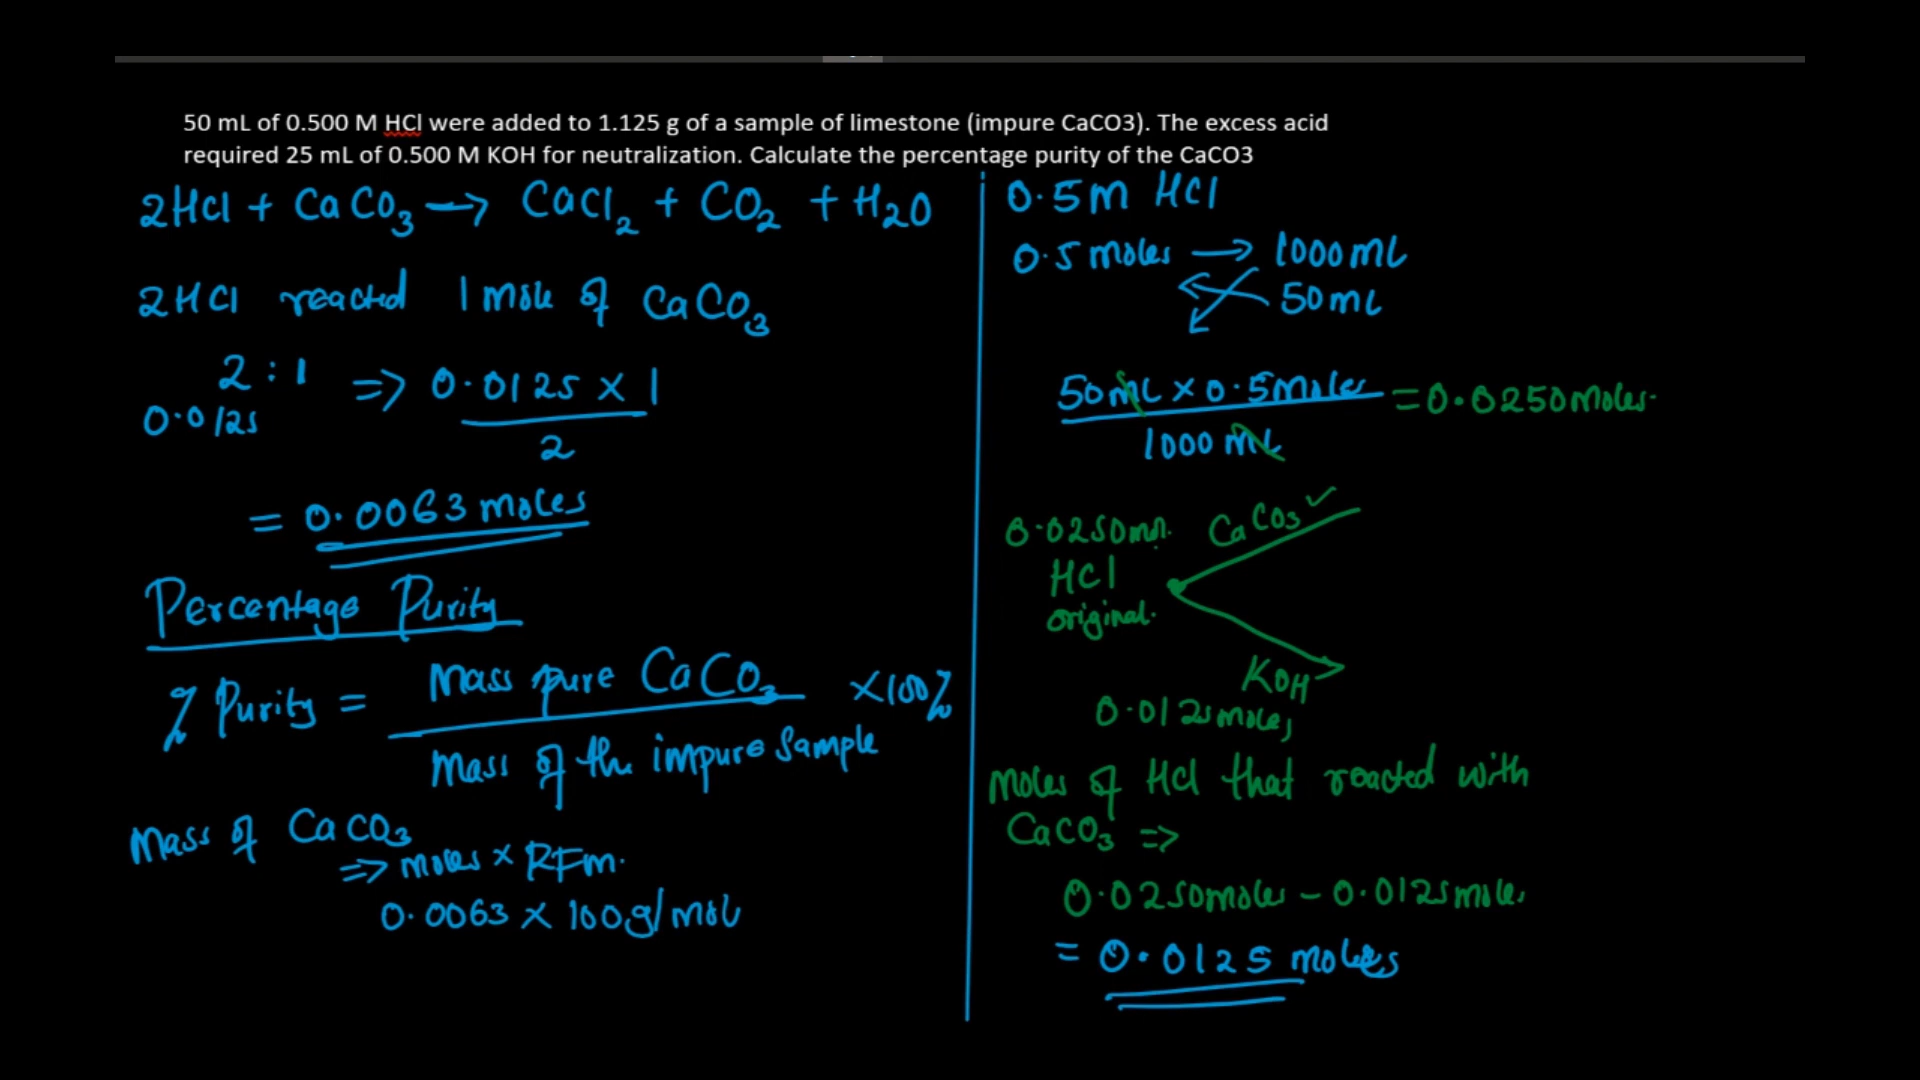 50 mL of 0.500 M HCl were added to 1.125 g of a sample of limestone (impure CaCO3). The excess acid
required 25 mL of 0.500 M KOH for neutralization. Calculate the percentage purity of the CaCO3
2HCl + CaCO₃ → CaCl₂ + CO₂ + H₂O
2HCl reacted 1 mole of CaCO₃
2 : 1 => 0.0125 × 1
0.0125
2
= 0.0063 moles
Percentage Purity
% Purity = Mass pure CaCO₃ ×100%
Mass of the impure Sample
Mass of CaCO₃
=> moles × RFm.
0.0063 × 100g/mol
0.5m HCl
0.5 moles → 1000mL
50mL
50mL × 0.5moles = 0.0250moles.
1000 mL
0.0250mol. CaCO₃ ✓
HCl
original.
KOH
0.0125moles
Moles of HCl that reacted with
CaCO₃ =>
0.0250moles – 0.0125moles
= 0.0125 moles